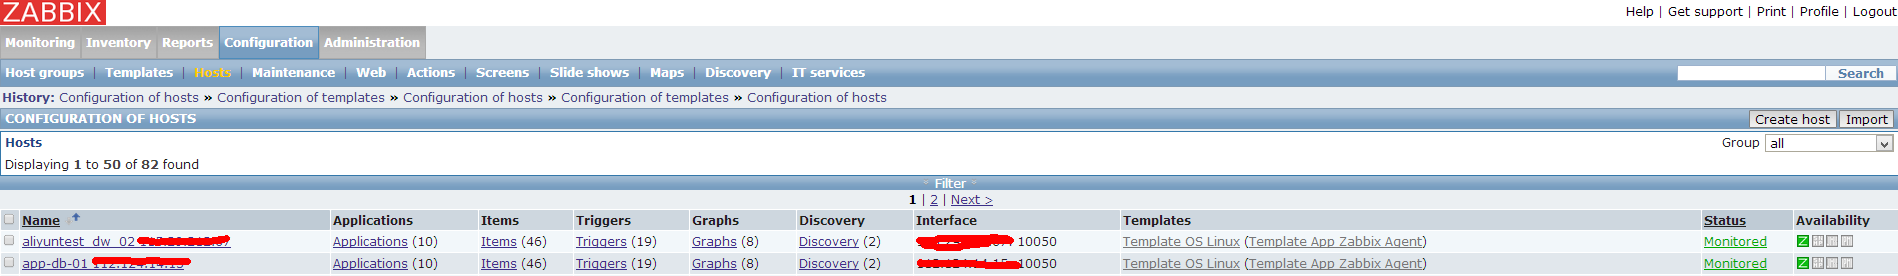 ZABBIX
Help | Get support | Print | Profile | Logout
Monitoring Inventory Reports Configuration Administration
Host groups | Templates | Hosts | Maintenance | Web | Actions | Screens | Slide shows | Maps | Discovery | IT services Search
History: Configuration of hosts » Configuration of templates » Configuration of hosts » Configuration of templates » Configuration of hosts
CONFIGURATION OF HOSTS Create host Import
Hosts Group all
Displaying 1 to 50 of 82 found
Filter
1 | 2 | Next >
Name Applications Items Triggers Graphs Discovery Interface Templates Status Availability
aliyuntest_dw_02 Applications (10) Items (46) Triggers (19) Graphs (8) Discovery (2) 10050 Template OS Linux (Template App Zabbix Agent) Monitored Z
app-db-01 Applications (10) Items (46) Triggers (19) Graphs (8) Discovery (2) 10050 Template OS Linux (Template App Zabbix Agent) Monitored Z